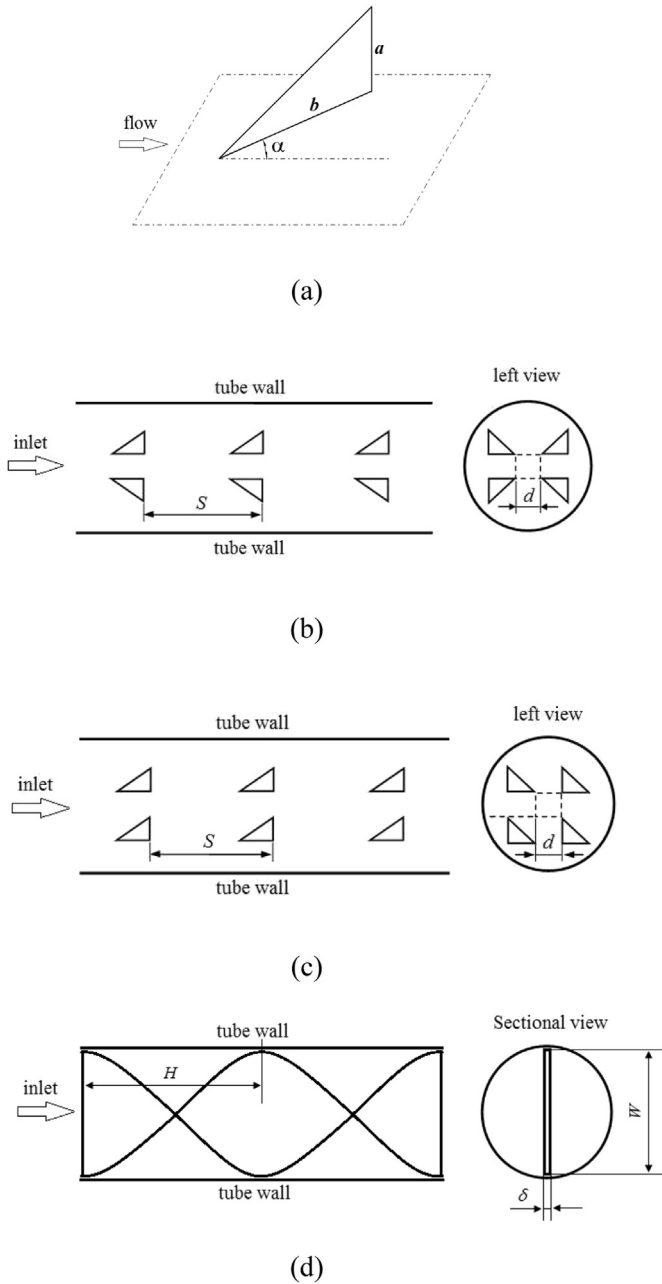 a
b
flow
α
(a)
tube wall
left view
inlet
S
d
tube wall
(b)
tube wall
left view
inlet
S
d
tube wall
(c)
tube wall
Sectional view
inlet
H
W
tube wall
δ
(d)